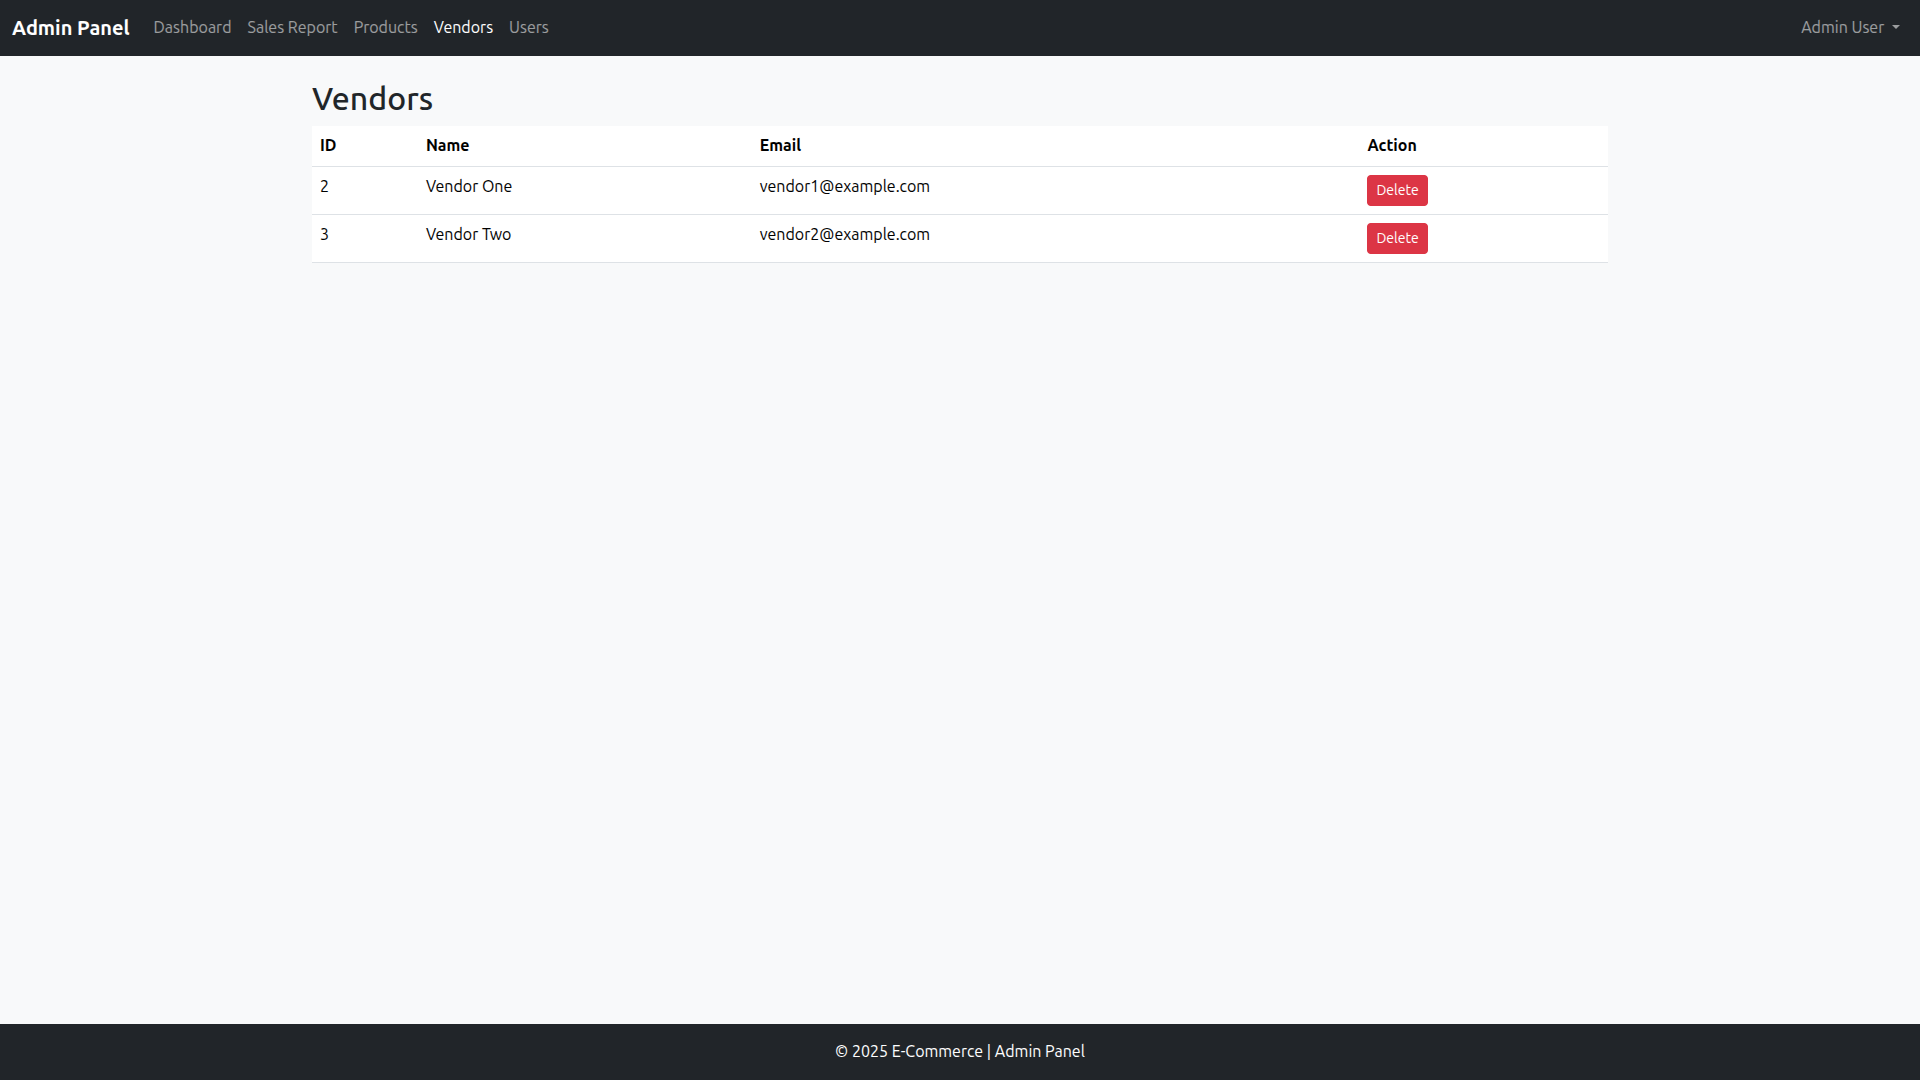 Admin Panel Dashboard Sales Report Products Vendors Users Admin User
Vendors
ID Name Email Action
2 Vendor One vendor1@example.com Delete
3 Vendor Two vendor2@example.com Delete
© 2025 E-Commerce | Admin Panel